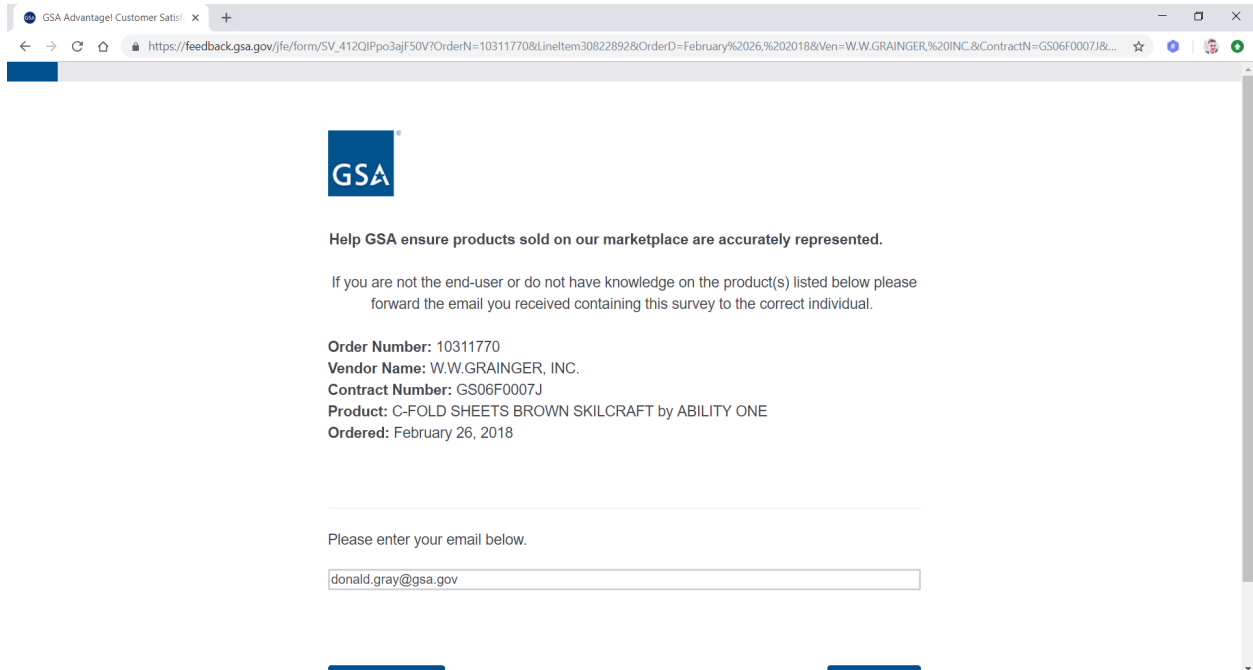 GSA Advantage! Customer Satisf
https://feedback.gsa.gov/jfe/form/SV_412QIPpo3ajF50V?OrderN=10311770&LineItem30822892&OrderD=February%2026,%202018&Ven=W.W.GRAINGER,%20INC.&ContractN=GS06F0007J&...
GSA
Help GSA ensure products sold on our marketplace are accurately represented.
If you are not the end-user or do not have knowledge on the product(s) listed below please
forward the email you received containing this survey to the correct individual.
Order Number: 10311770
Vendor Name: W.W.GRAINGER, INC.
Contract Number: GS06F0007J
Product: C-FOLD SHEETS BROWN SKILCRAFT by ABILITY ONE
Ordered: February 26, 2018
Please enter your email below.
donald.gray@gsa.gov